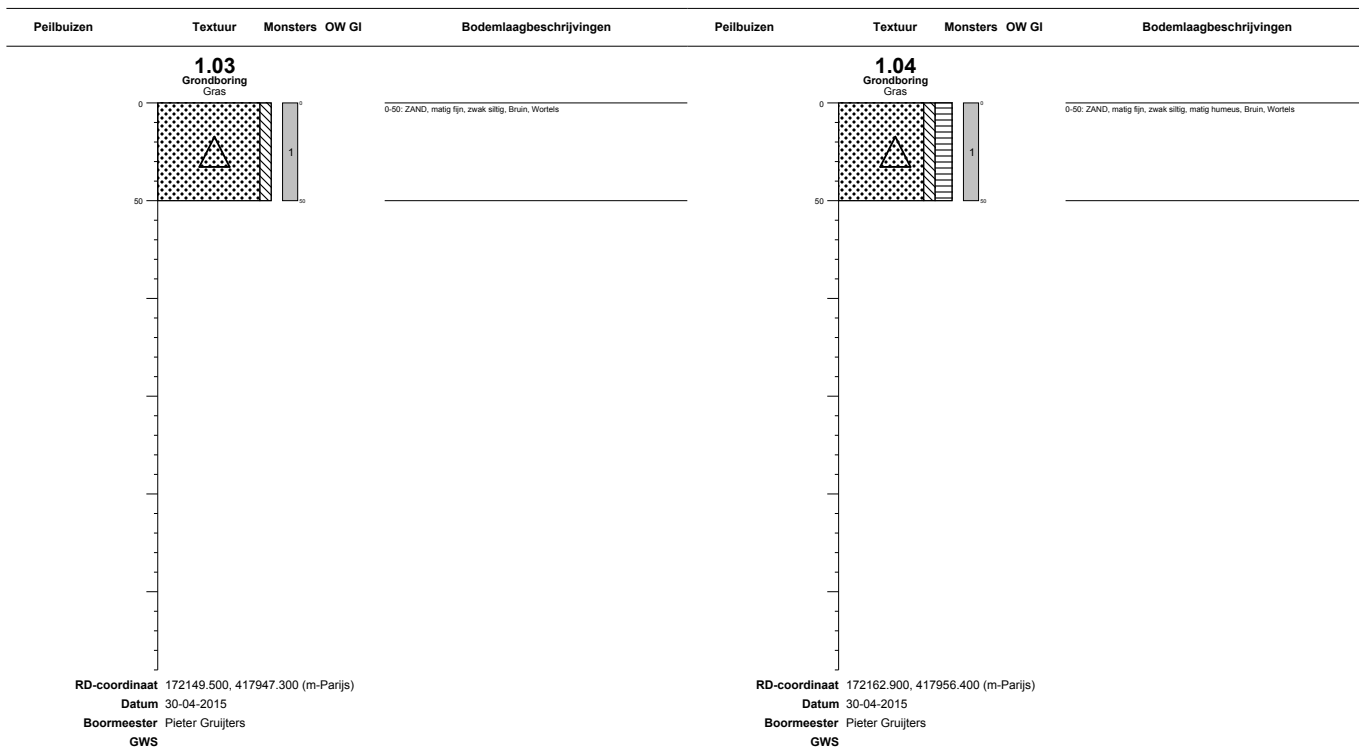 Peilbuizen Textuur Monsters OW GI Bodemlaagbeschrijvingen Peilbuizen Textuur Monsters OW GI Bodemlaagbeschrijvingen
1.03
Grondboring
Gras
0
0
0-50: ZAND, matig fijn, zwak siltig, Bruin, Wortels
1
50
50
RD-coordinaat 172149.500, 417947.300 (m-Parijs)
Datum 30-04-2015
Boormeester Pieter Gruijters
GWS
1.04
Grondboring
Gras
0
0
0-50: ZAND, matig fijn, zwak siltig, matig humeus, Bruin, Wortels
1
50
50
RD-coordinaat 172162.900, 417956.400 (m-Parijs)
Datum 30-04-2015
Boormeester Pieter Gruijters
GWS